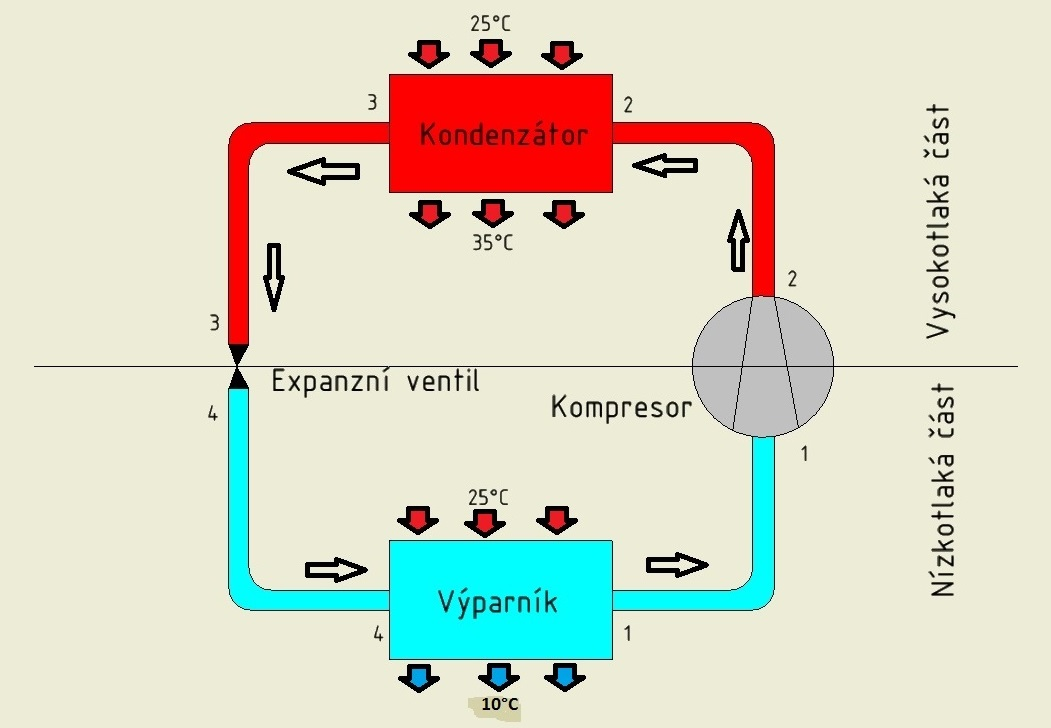 25°C
3
2
Kondenzátor
Vysokotlaká část
35°C
2
3
Expanzní ventil
4
Kompresor
1
Nízkotlaká část
25°C
Výparník
4
1
10°C